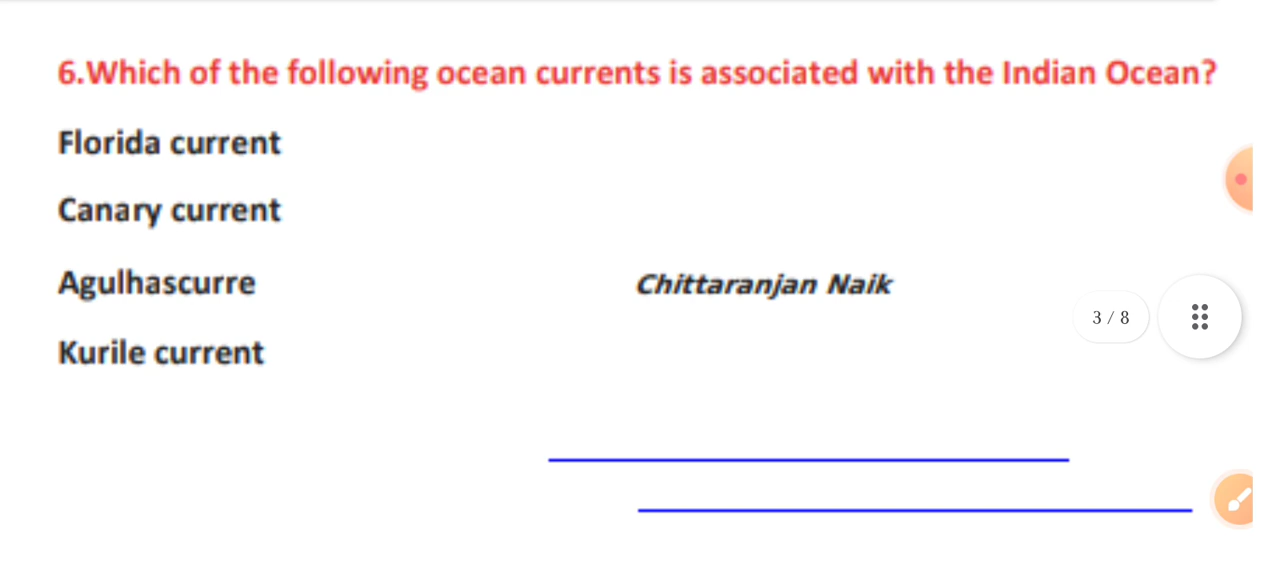 6.Which of the following ocean currents is associated with the Indian Ocean?
Florida current
Canary current
Agulhascurre
Chittaranjan Naik
3 / 8
Kurile current